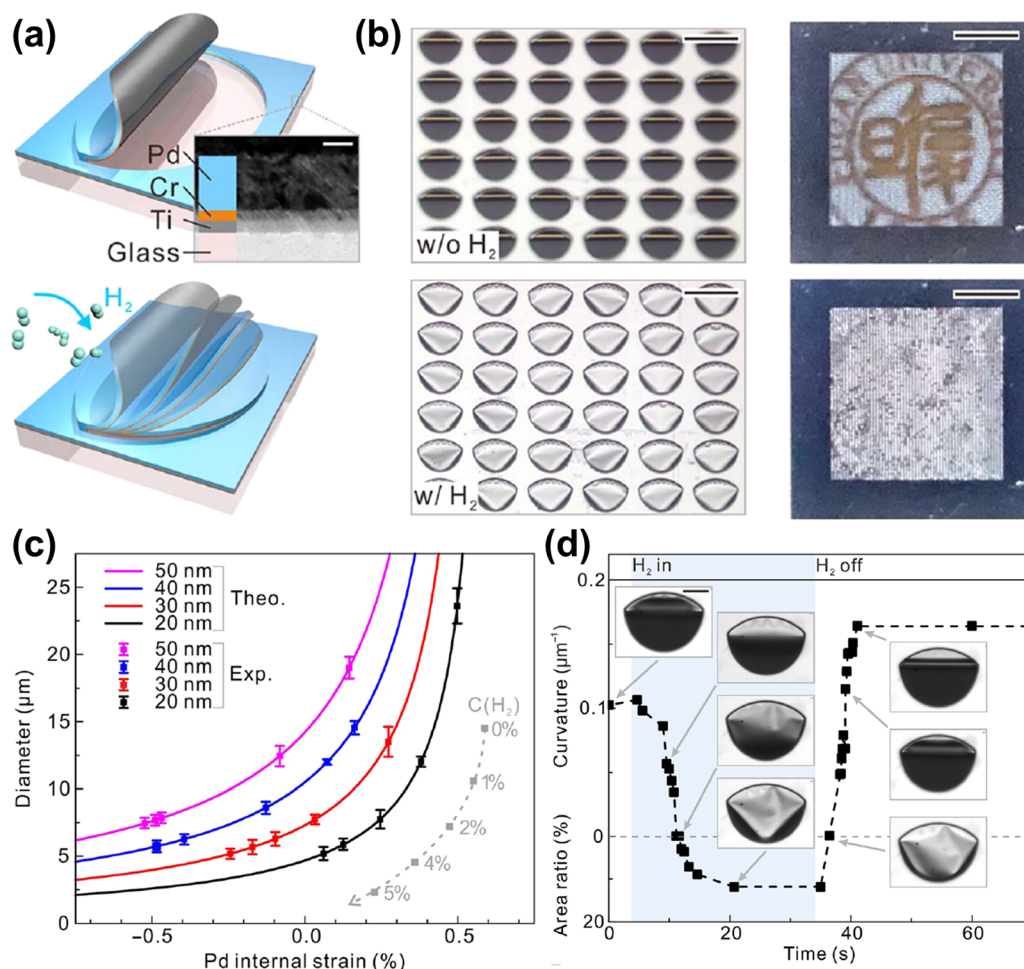 (a)
Pd
Cr
Ti
Glass
H₂
(b)
w/o H₂
w/ H₂
(c)
Diameter (μm)
25
20
15
10
5
0
50 nm
40 nm
30 nm
20 nm
Theo.
50 nm
40 nm
30 nm
20 nm
Exp.
C(H₂)
0%
1%
2%
4%
5%
−0.5
0.0
0.5
Pd internal strain (%)
(d)
H₂ in
H₂ off
Curvature (μm⁻¹)
0.2
0.1
0
Area ratio (%)
20
0
20
40
60
Time (s)